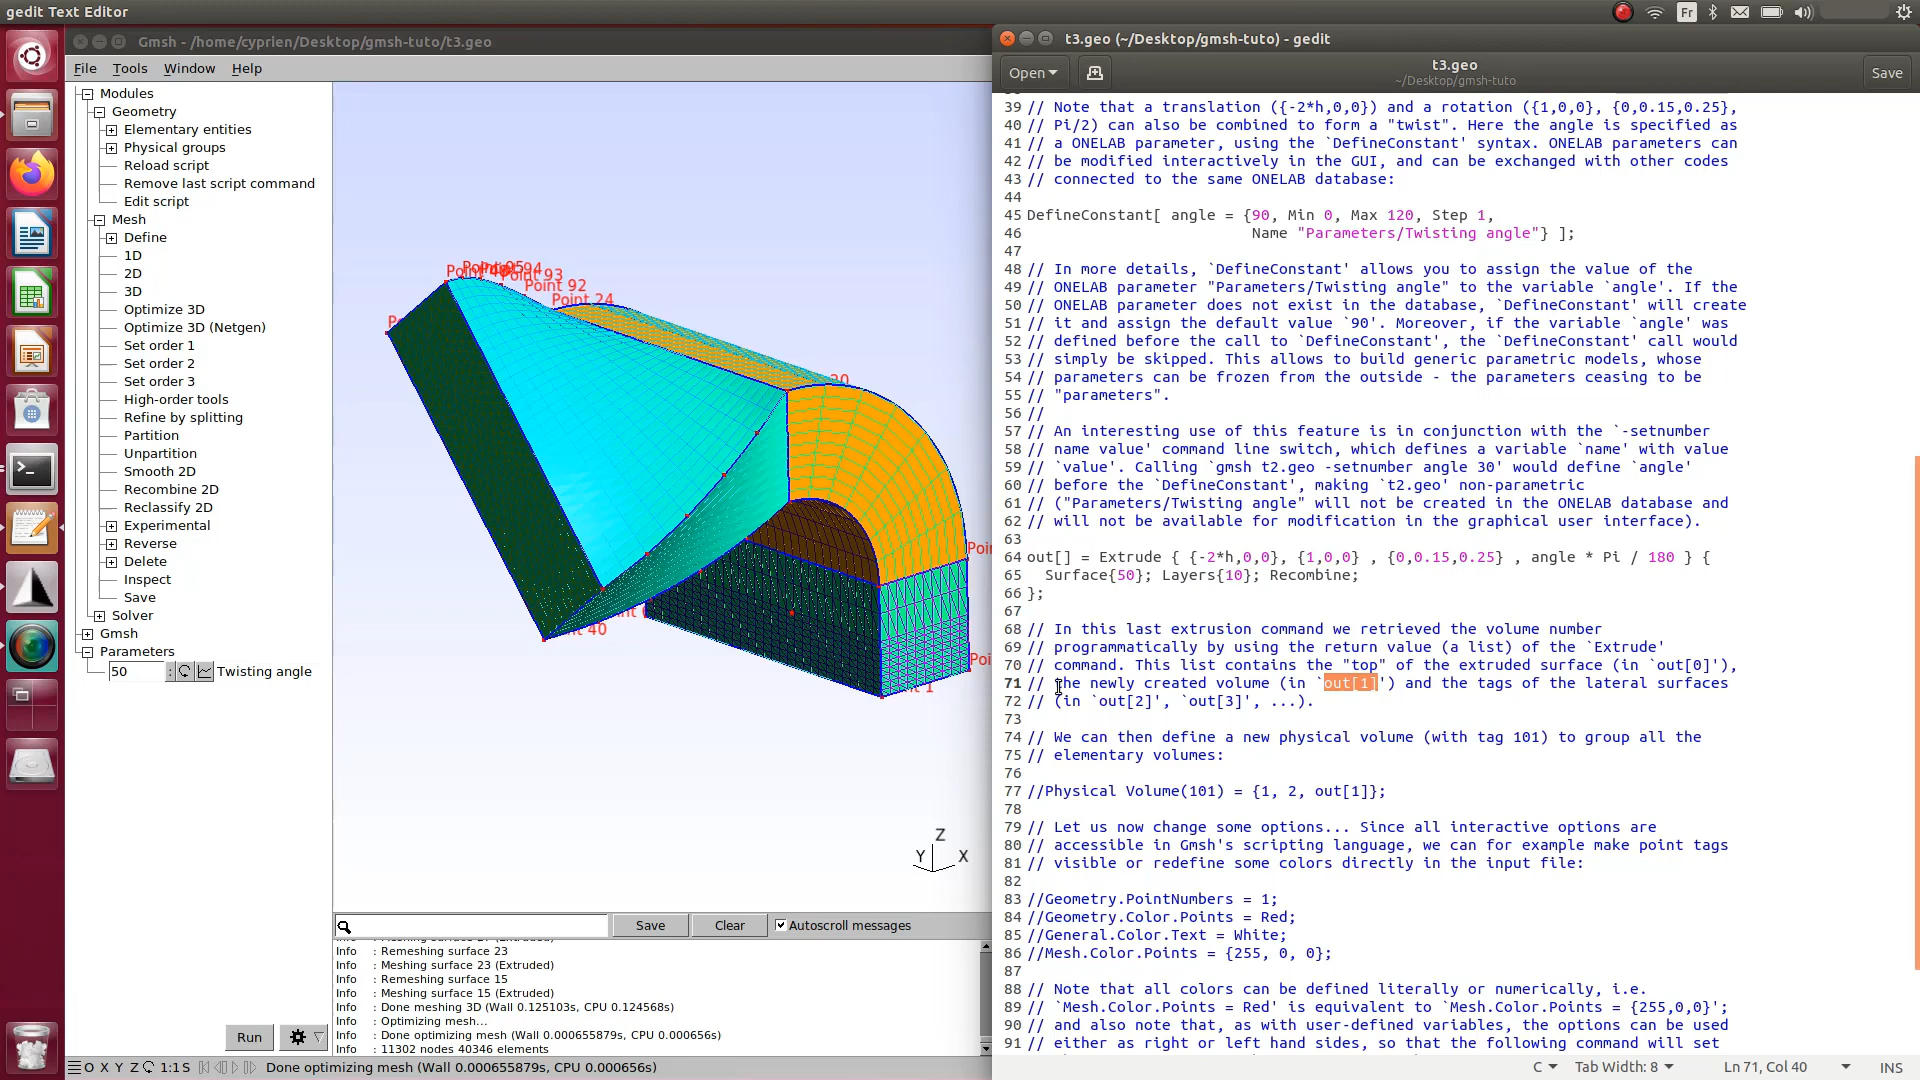 gedit Text Editor
Fr
Gmsh - /home/cyprien/Desktop/gmsh-tuto/t3.geo
File Tools Window Help
Modules
Geometry
Elementary entities
Physical groups
Reload script
Remove last script command
Edit script
Mesh
Define
1D
2D
3D
Optimize 3D
Optimize 3D (Netgen)
Set order 1
Set order 2
Set order 3
High-order tools
Refine by splitting
Partition
Unpartition
Smooth 2D
Recombine 2D
Reclassify 2D
Experimental
Reverse
Delete
Inspect
Save
Solver
Gmsh
Parameters
50 : Twisting angle
Run
Point 93
Point 92
Point 24
Z
Y X
Save Clear Autoscroll messages
Info : Remeshing surface 23
Info : Meshing surface 23 (Extruded)
Info : Remeshing surface 15
Info : Meshing surface 15 (Extruded)
Info : Done meshing 3D (Wall 0.125103s, CPU 0.124568s)
Info : Optimizing mesh...
Info : Done optimizing mesh (Wall 0.000655879s, CPU 0.000656s)
Info : 11302 nodes 40346 elements
O X Y Z 1:1 S Done optimizing mesh (Wall 0.000655879s, CPU 0.000656s)
t3.geo (~/Desktop/gmsh-tuto) - gedit
Open t3.geo Save
~/Desktop/gmsh-tuto
39 // Note that a translation ({-2*h,0,0}) and a rotation ({1,0,0}, {0,0.15,0.25},
40 // Pi/2) can also be combined to form a "twist". Here the angle is specified as
41 // a ONELAB parameter, using the `DefineConstant' syntax. ONELAB parameters can
42 // be modified interactively in the GUI, and can be exchanged with other codes
43 // connected to the same ONELAB database:
44
45 DefineConstant[ angle = {90, Min 0, Max 120, Step 1,
46 Name "Parameters/Twisting angle"} ];
47
48 // In more details, `DefineConstant' allows you to assign the value of the
49 // ONELAB parameter "Parameters/Twisting angle" to the variable `angle'. If the
50 // ONELAB parameter does not exist in the database, `DefineConstant' will create
51 // it and assign the default value `90'. Moreover, if the variable `angle' was
52 // defined before the call to `DefineConstant', the `DefineConstant' call would
53 // simply be skipped. This allows to build generic parametric models, whose
54 // parameters can be frozen from the outside - the parameters ceasing to be
55 // "parameters".
56 //
57 // An interesting use of this feature is in conjunction with the `-setnumber
58 // name value' command line switch, which defines a variable `name' with value
59 // `value'. Calling `gmsh t2.geo -setnumber angle 30' would define `angle'
60 // before the `DefineConstant', making `t2.geo' non-parametric
61 // ("Parameters/Twisting angle" will not be created in the ONELAB database and
62 // will not be available for modification in the graphical user interface).
63
64 out[] = Extrude { {-2*h,0,0}, {1,0,0} , {0,0.15,0.25} , angle * Pi / 180 } {
65 Surface{50}; Layers{10}; Recombine;
66 };
67
68 // In this last extrusion command we retrieved the volume number
69 // programmatically by using the return value (a list) of the `Extrude'
70 // command. This list contains the "top" of the extruded surface (in `out[0]'),
71 // the newly created volume (in `out[1]') and the tags of the lateral surfaces
72 // (in `out[2]', `out[3]', ...).
73
74 // We can then define a new physical volume (with tag 101) to group all the
75 // elementary volumes:
76
77 //Physical Volume(101) = {1, 2, out[1]};
78
79 // Let us now change some options... Since all interactive options are
80 // accessible in Gmsh's scripting language, we can for example make point tags
81 // visible or redefine some colors directly in the input file:
82
83 //Geometry.PointNumbers = 1;
84 //Geometry.Color.Points = Red;
85 //General.Color.Text = White;
86 //Mesh.Color.Points = {255, 0, 0};
87
88 // Note that all colors can be defined literally or numerically, i.e.
89 // `Mesh.Color.Points = Red' is equivalent to `Mesh.Color.Points = {255,0,0}';
90 // and also note that, as with user-defined variables, the options can be used
91 // either as right or left hand sides, so that the following command will set
C Tab Width: 8 Ln 71, Col 40 INS